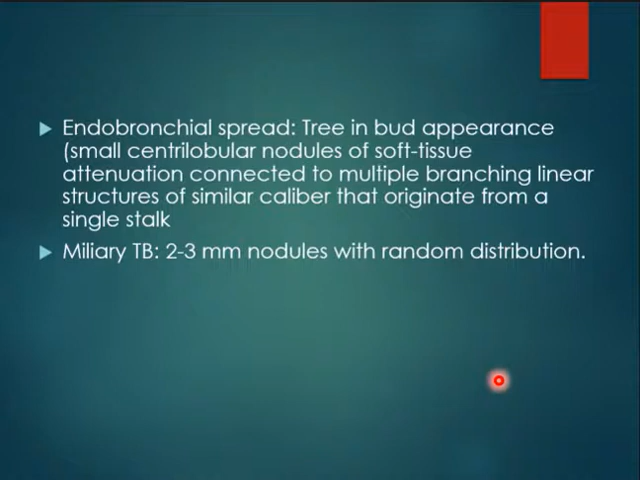 Endobronchial spread: Tree in bud appearance
(small centrilobular nodules of soft-tissue
attenuation connected to multiple branching linear
structures of similar caliber that originate from a
single stalk
Miliary TB: 2-3 mm nodules with random distribution.